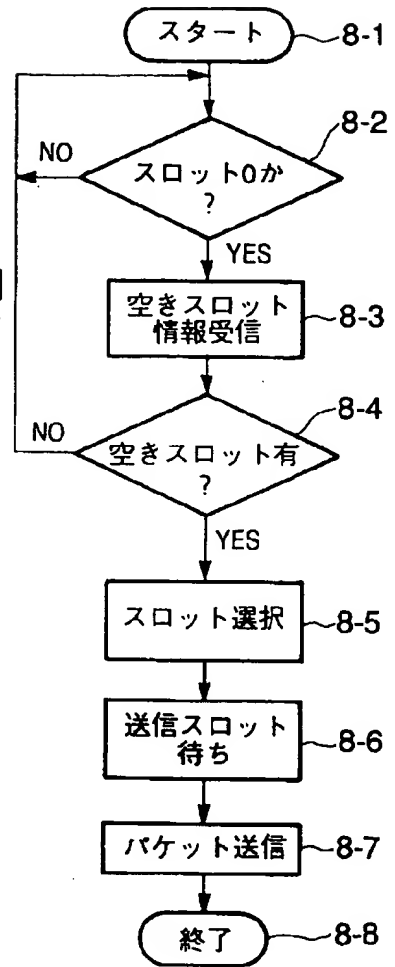 スタート
8-1
8-2
NO
スロット0か
?
YES
空きスロット
情報受信
8-3
8-4
NO
空きスロット有
?
YES
スロット選択
8-5
送信スロット
待ち
8-6
パケット送信
8-7
終了
8-8